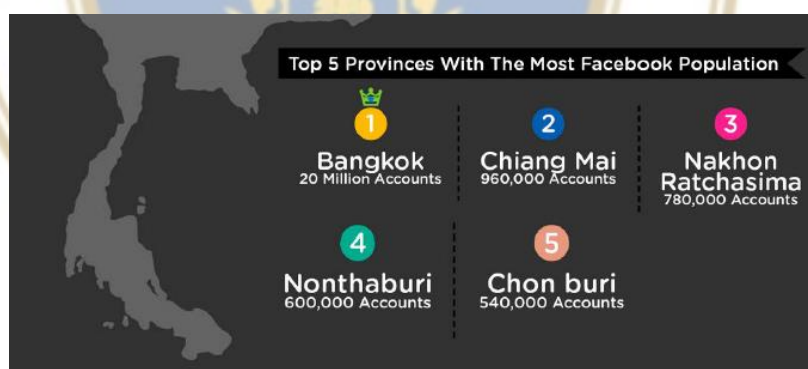 Top 5 Provinces With The Most Facebook Population
1
Bangkok
20 Million Accounts
2
Chiang Mai
960,000 Accounts
3
Nakhon
Ratchasima
780,000 Accounts
4
Nonthaburi
600,000 Accounts
5
Chon buri
540,000 Accounts